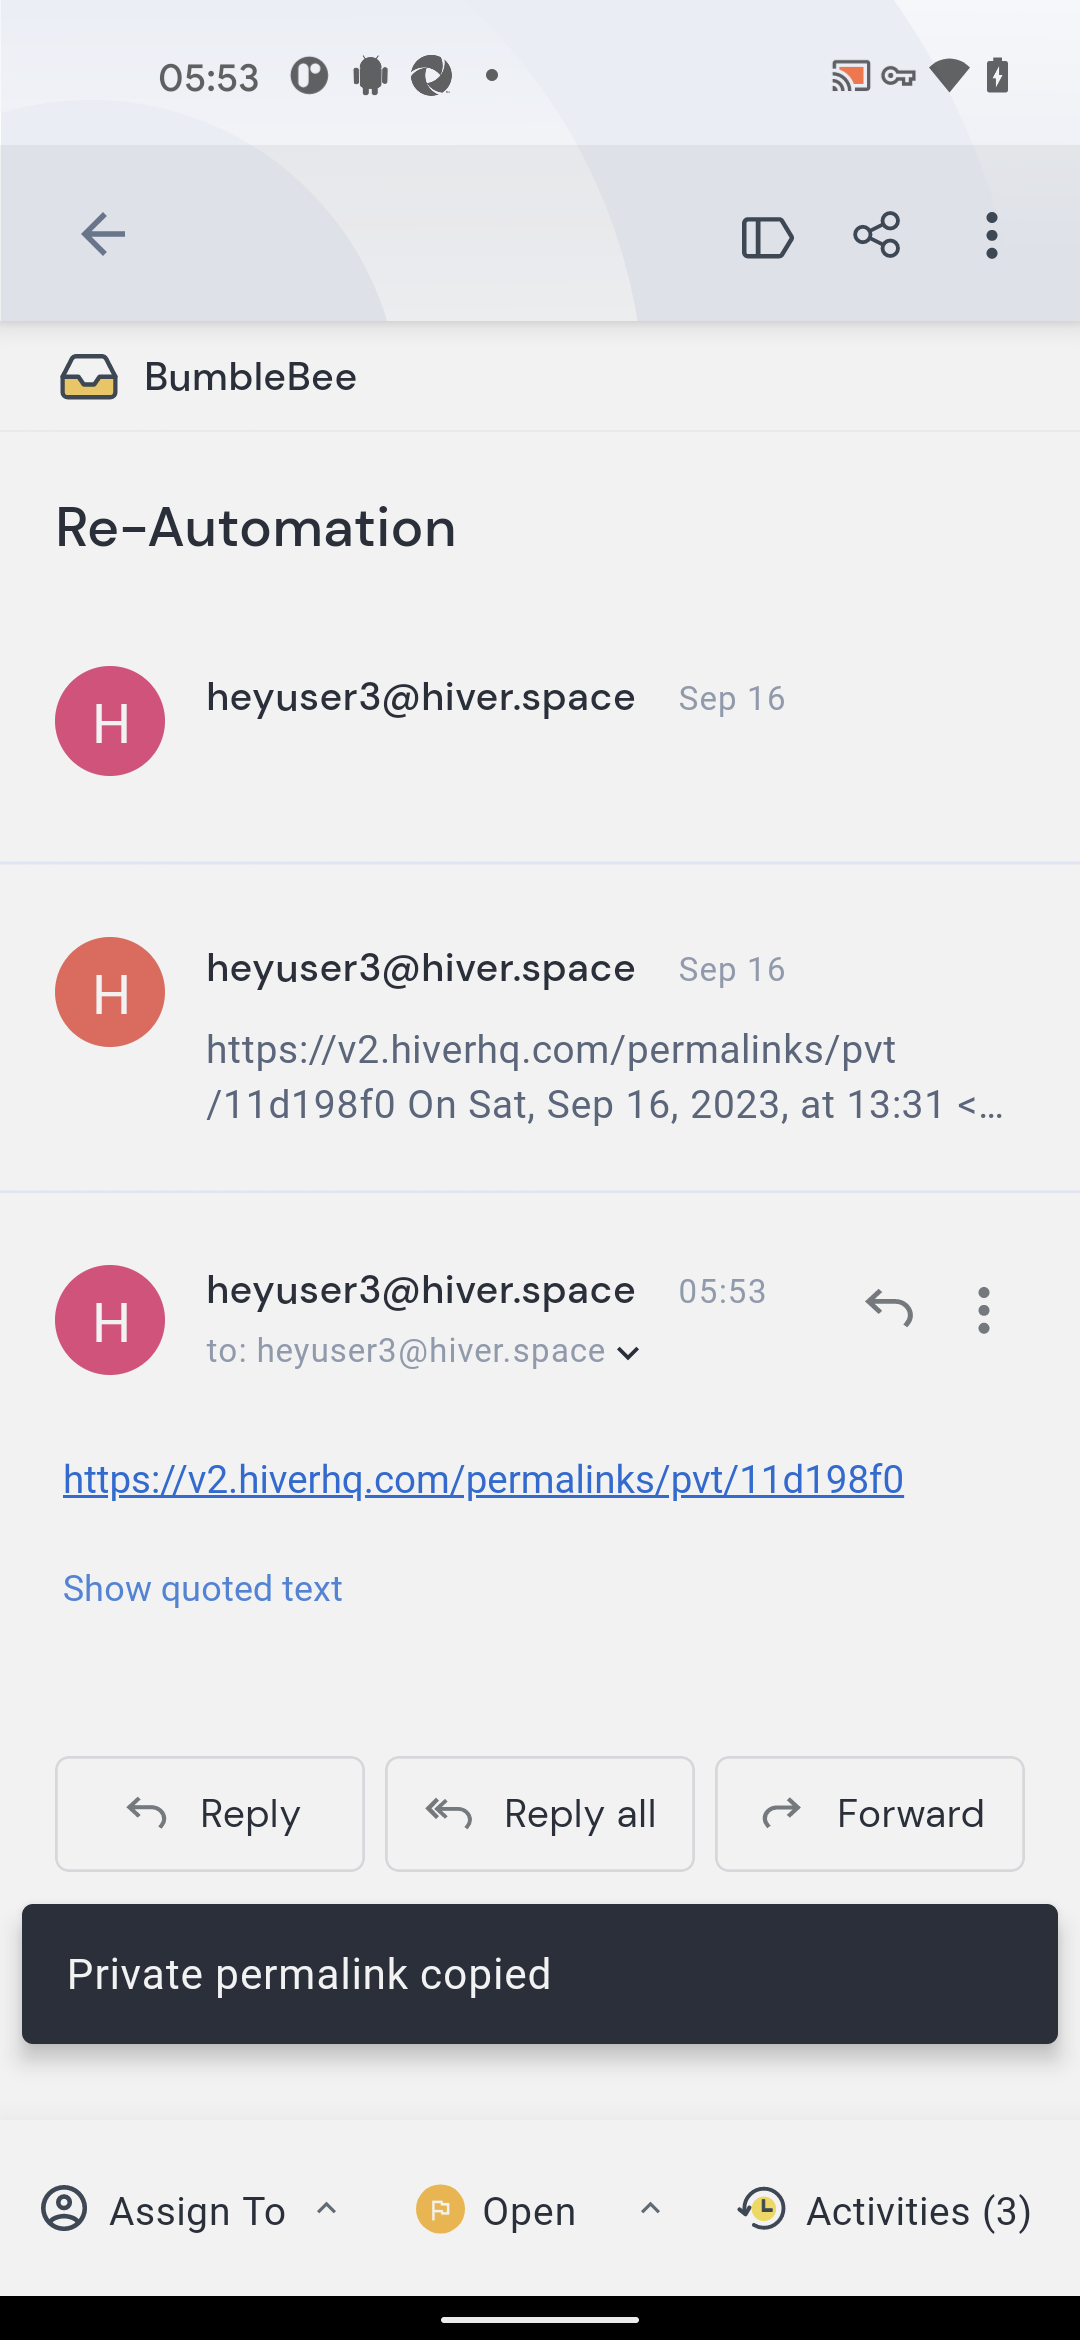 05:53
BumbleBee
Re-Automation
H
heyuser3@hiver.space Sep 16
H
heyuser3@hiver.space Sep 16
https://v2.hiverhq.com/permalinks/pvt
/11d198f0 On Sat, Sep 16, 2023, at 13:31 <…
H
heyuser3@hiver.space 05:53
to: heyuser3@hiver.space
https://v2.hiverhq.com/permalinks/pvt/11d198f0
Show quoted text
Reply Reply all Forward
Private permalink copied
Assign To Open Activities (3)